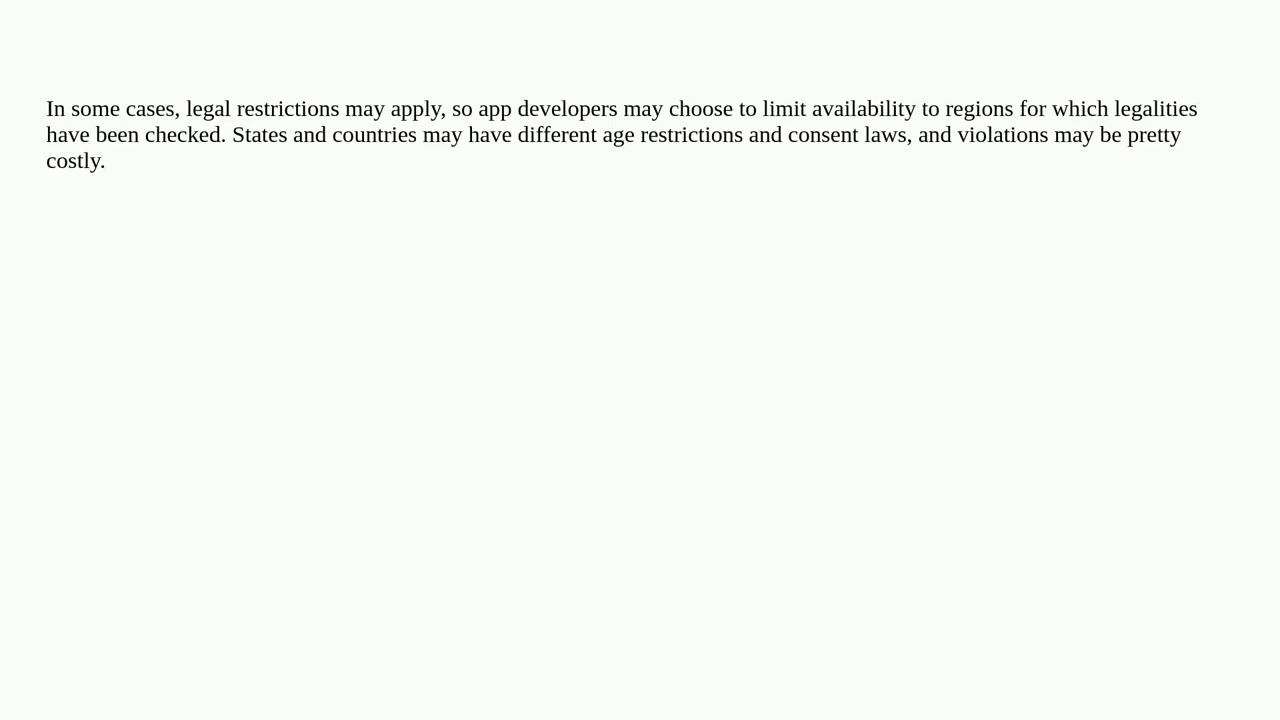 In some cases, legal restrictions may apply, so app developers may choose to limit availability to regions for which legalities
have been checked. States and countries may have different age restrictions and consent laws, and violations may be pretty
costly.